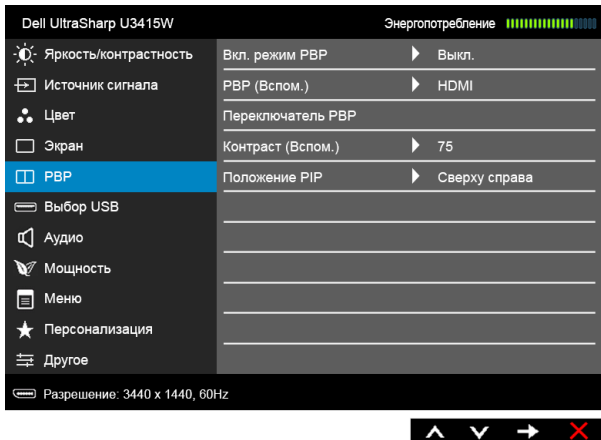 Dell UltraSharp U3415W Энергопотребление
Яркость/контрастность Вкл. режим PBP Выкл.
Источник сигнала PBP (Вспом.) HDMI
Цвет Переключатель PBP
Экран Контраст (Вспом.) 75
PBP Положение PIP Сверху справа
Выбор USB
Аудио
Мощность
Меню
Персонализация
Другое
Разрешение: 3440 x 1440, 60Hz